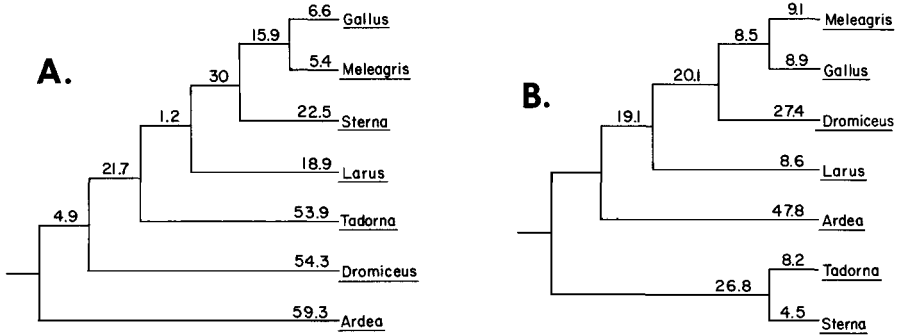 A.
6.6
Gallus
15.9
5.4
Meleagris
30
22.5
Sterna
1.2
18.9
Larus
21.7
53.9
Tadorna
4.9
54.3
Dromiceus
59.3
Ardea
B.
9.1
Meleagris
8.5
8.9
Gallus
20.1
27.4
Dromiceus
19.1
8.6
Larus
47.8
Ardea
8.2
Tadorna
26.8
4.5
Sterna